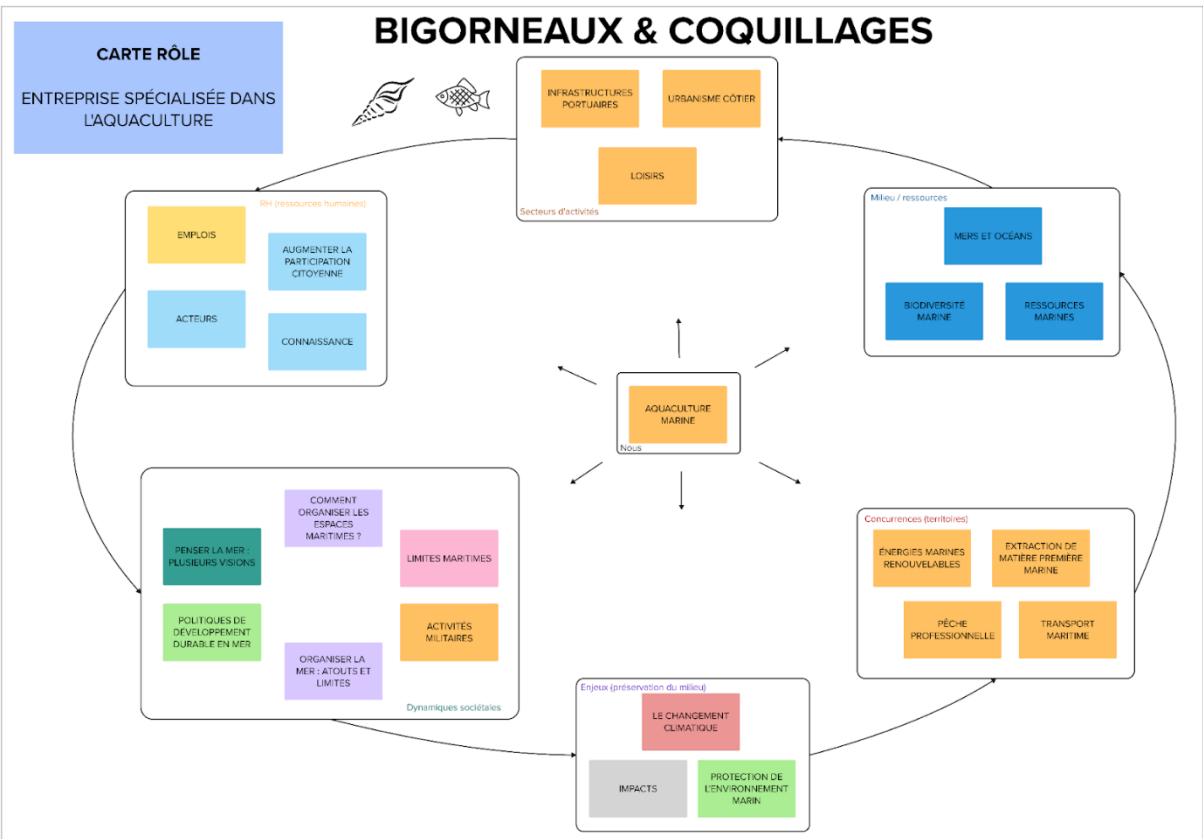 BIGORNEAUX & COQUILLAGES
CARTE RÔLE
ENTREPRISE SPÉCIALISÉE DANS
L'AQUACULTURE
INFRASTRUCTURES
PORTUAIRES
URBANISME CÔTIER
LOISIRS
Secteurs d'activités
RH (ressources humaines)
EMPLOIS
AUGMENTER LA
PARTICIPATION
CITOYENNE
ACTEURS
CONNAISSANCE
Milieu / ressources
MERS ET OCÉANS
BIODIVERSITÉ
MARINE
RESSOURCES
MARINES
AQUACULTURE
MARINE
Nous
COMMENT
ORGANISER LES
ESPACES
MARITIMES ?
PENSER LA MER :
PLUSIEURS VISIONS
LIMITES MARITIMES
POLITIQUES DE
DÉVELOPPEMENT
DURABLE EN MER
ACTIVITÉS
MILITAIRES
ORGANISER LA
MER : ATOUTS ET
LIMITES
Dynamiques sociétales
Concurrences (territoires)
ÉNERGIES MARINES
RENOUVELABLES
EXTRACTION DE
MATIÈRE PREMIÈRE
MARINE
PÊCHE
PROFESSIONNELLE
TRANSPORT
MARITIME
Enjeux (préservation du milieu)
LE CHANGEMENT
CLIMATIQUE
IMPACTS
PROTECTION DE
L'ENVIRONNEMENT
MARIN